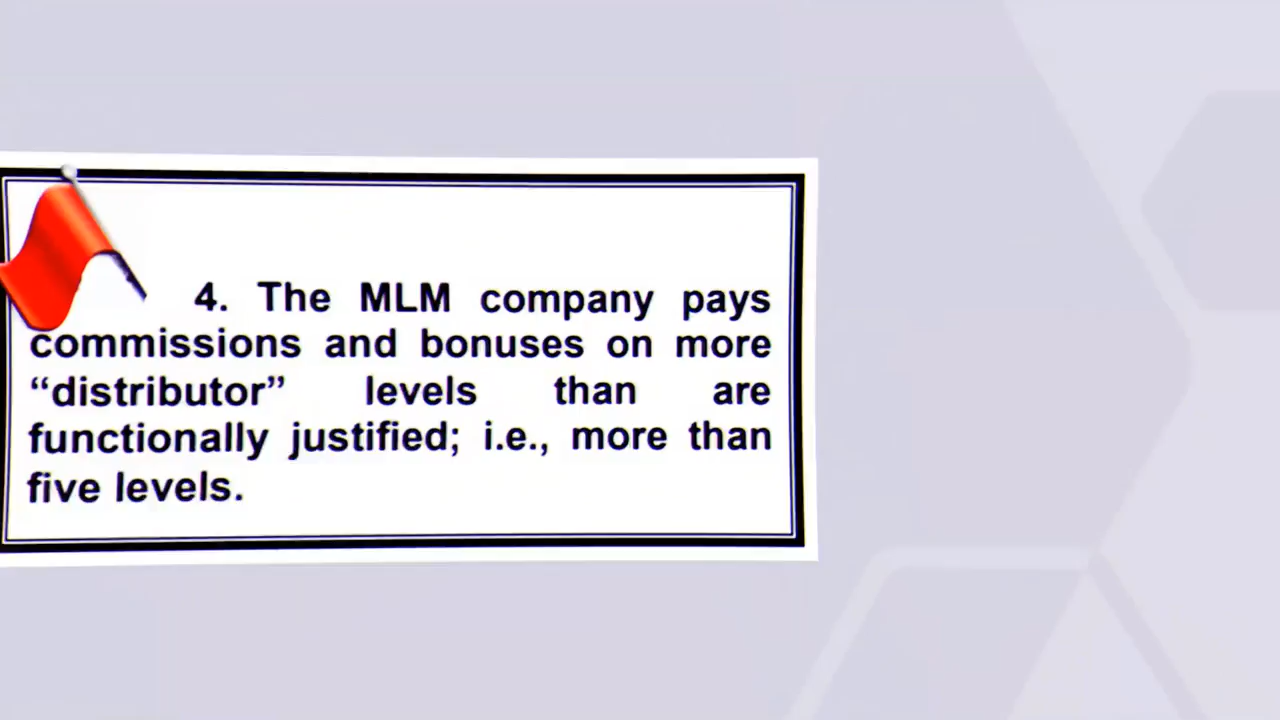 4. The MLM company pays
commissions and bonuses on more
“distributor” levels than are
functionally justified; i.e., more than
five levels.